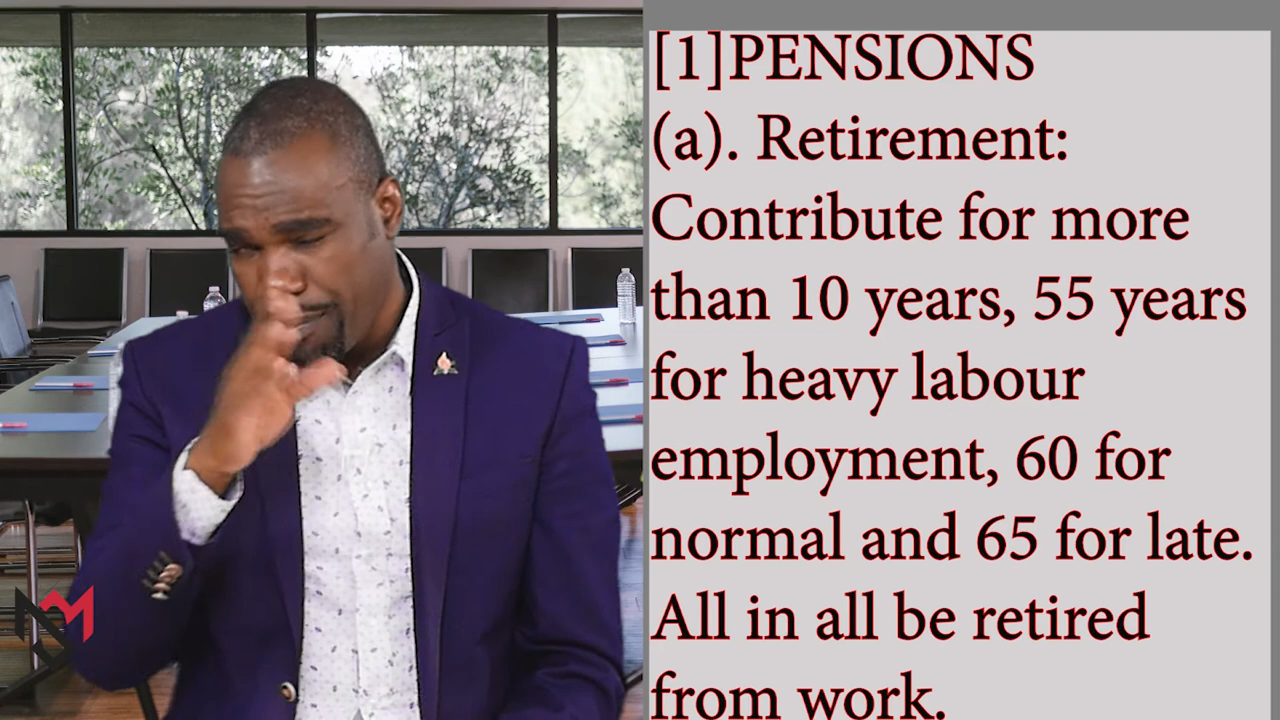 [1]PENSIONS
(a). Retirement:
Contribute for more
than 10 years, 55 years
for heavy labour
employment, 60 for
normal and 65 for late.
All in all be retired
from work.